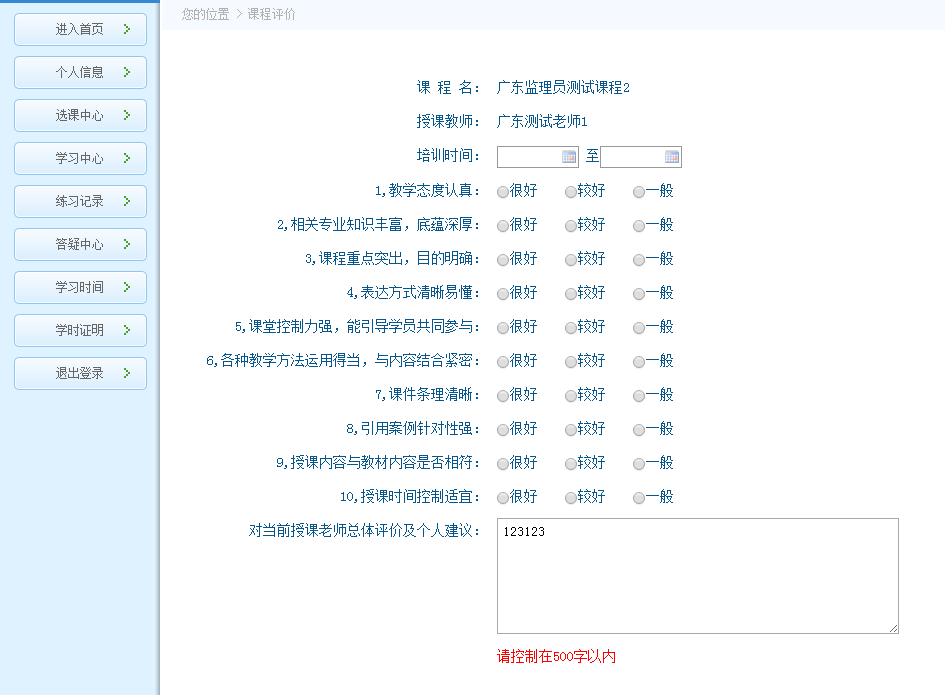 您的位置 > 课程评价
进入首页
个人信息
选课中心
学习中心
练习记录
答疑中心
学习时间
学时证明
退出登录
课 程 名： 广东监理员测试课程2
授课教师： 广东测试老师1
培训时间： 至
1,教学态度认真： 很好 较好 一般
2,相关专业知识丰富，底蕴深厚： 很好 较好 一般
3,课程重点突出，目的明确： 很好 较好 一般
4,表达方式清晰易懂： 很好 较好 一般
5,课堂控制力强，能引导学员共同参与： 很好 较好 一般
6,各种教学方法运用得当，与内容结合紧密： 很好 较好 一般
7,课件条理清晰： 很好 较好 一般
8,引用案例针对性强： 很好 较好 一般
9,授课内容与教材内容是否相符： 很好 较好 一般
10,授课时间控制适宜： 很好 较好 一般
对当前授课老师总体评价及个人建议： 123123
请控制在500字以内